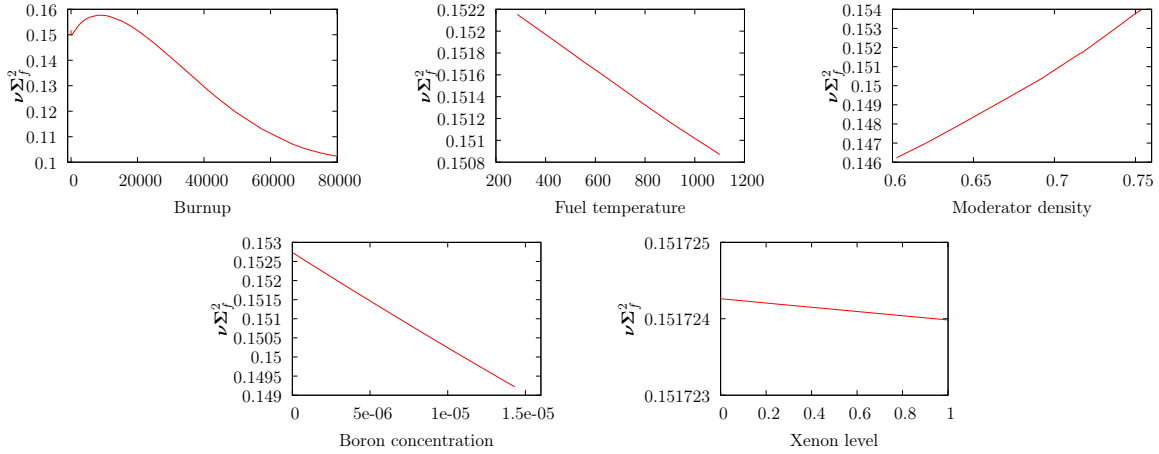 0.16
0.15
0.14
0.13
0.12
0.11
0.1
νΣ_f^2
0 20000 40000 60000 80000
Burnup
0.1522
0.152
0.1518
0.1516
0.1514
0.1512
0.151
0.1508
νΣ_f^2
200 400 600 800 1000 1200
Fuel temperature
0.154
0.153
0.152
0.151
0.15
0.149
0.148
0.147
0.146
νΣ_f^2
0.6 0.65 0.7 0.75
Moderator density
0.153
0.1525
0.152
0.1515
0.151
0.1505
0.15
0.1495
0.149
νΣ_f^2
0 5e-06 1e-05 1.5e-05
Boron concentration
0.151725
0.151724
0.151723
νΣ_f^2
0 0.2 0.4 0.6 0.8 1
Xenon level